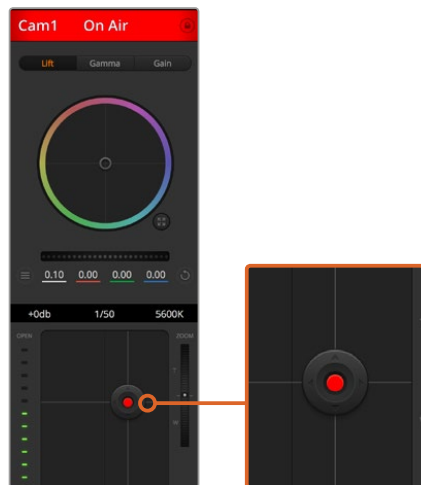 Cam1 On Air
Lift Gamma Gain
0.10 0.00 0.00 0.00
+0db 1/50 5600K
OPEN ZOOM
T
W